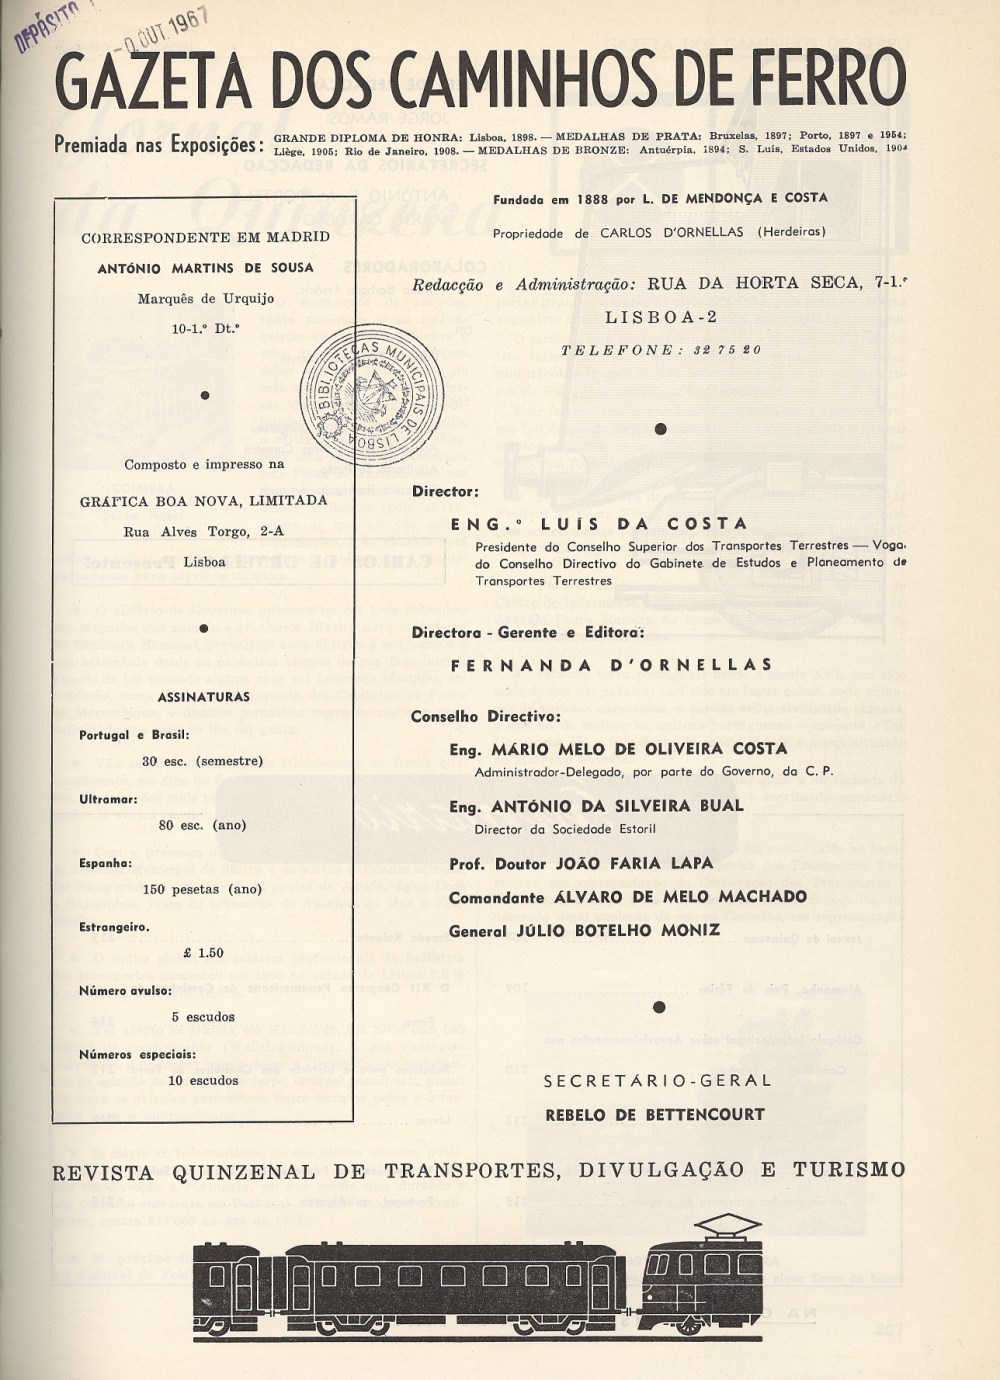 DEPÓSITO
OUT. 1967
GAZETA DOS CAMINHOS DE FERRO
Premiada nas Exposições: GRANDE DIPLOMA DE HONRA: Lisboa, 1898. — MEDALHAS DE PRATA: Bruxelas, 1897; Porto, 1897 e 1954;
Liège, 1905; Rio de Janeiro, 1908. — MEDALHAS DE BRONZE: Antuérpia, 1894; S. Luís, Estados Unidos, 1904
CORRESPONDENTE EM MADRID
ANTÓNIO MARTINS DE SOUSA
Marquês de Urquijo
10-1.º Dt.º
Composto e impresso na
GRÁFICA BOA NOVA, LIMITADA
Rua Alves Torgo, 2-A
Lisboa
ASSINATURAS
Portugal e Brasil:
30 esc. (semestre)
Ultramar:
80 esc. (ano)
Espanha:
150 pesetas (ano)
Estrangeiro.
£ 1.50
Número avulso:
5 escudos
Números especiais:
10 escudos
BIBLIOTECAS MUNICIPAIS DE LISBOA
Fundada em 1888 por L. DE MENDONÇA E COSTA
Propriedade de CARLOS D'ORNELLAS (Herdeiras)
Redacção e Administração: RUA DA HORTA SECA, 7-1.º
LISBOA-2
TELEFONE: 32 75 20
Director:
ENG.º LUÍS DA COSTA
Presidente do Conselho Superior dos Transportes Terrestres — Voga.
do Conselho Directivo do Gabinete de Estudos e Planeamento de
Transportes Terrestres
Directora - Gerente e Editora:
FERNANDA D'ORNELLAS
Conselho Directivo:
Eng. MÁRIO MELO DE OLIVEIRA COSTA
Administrador-Delegado, por parte do Governo, da C. P.
Eng. ANTÓNIO DA SILVEIRA BUAL
Director da Sociedade Estoril
Prof. Doutor JOÃO FARIA LAPA
Comandante ÁLVARO DE MELO MACHADO
General JÚLIO BOTELHO MONIZ
SECRETÁRIO-GERAL
REBELO DE BETTENCOURT
REVISTA QUINZENAL DE TRANSPORTES, DIVULGAÇÃO E TURISMO